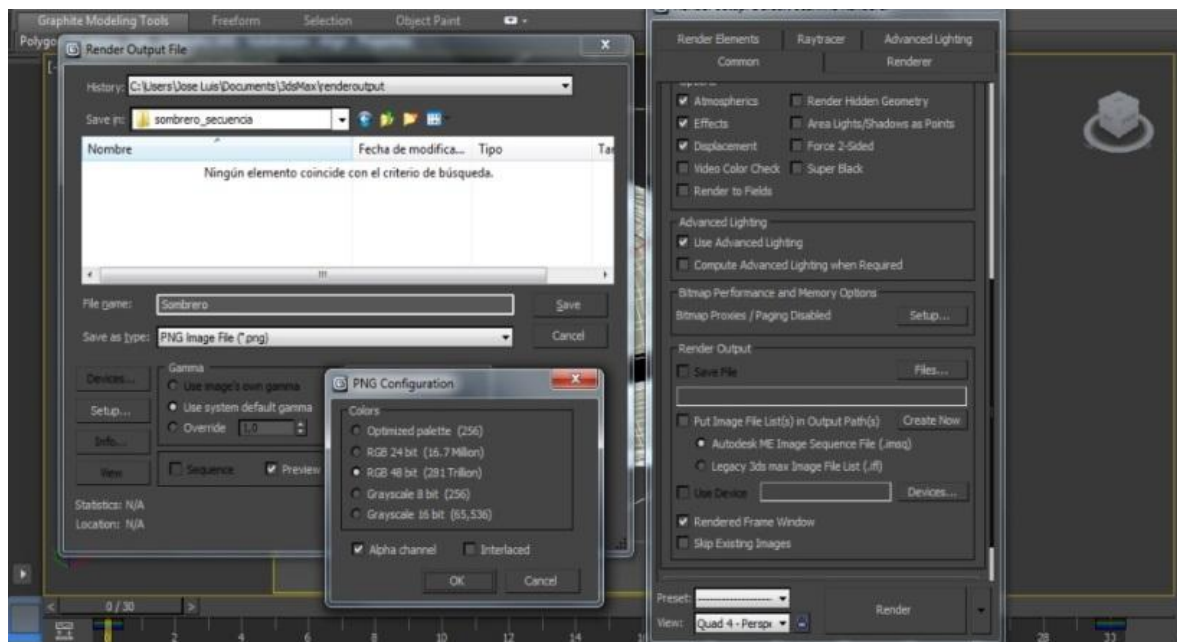 Graphite Modeling Tools Freeform Selection Object Paint
Polygo
Render Output File
History: C:\Users\Jose Luis\Documents\3dsMax\renderoutput
Save in: sombrero_secuencia
Nombre Fecha de modifica... Tipo Tar
Ningún elemento coincide con el criterio de búsqueda.
File name: Sombrero Save
Save as type: PNG Image File (*.png) Cancel
Devices...
Setup...
Info...
View
Gamma
Use image's own gamma
Use system default gamma
Override 1,0
Sequence Preview
Statistics: N/A
Location: N/A
PNG Configuration
Colors
Optimized palette (256)
RGB 24 bit (16.7 Million)
RGB 48 bit (281 Trillion)
Grayscale 8 bit (256)
Grayscale 16 bit (65,536)
Alpha channel Interlaced
OK Cancel
Render Elements Raytracer Advanced Lighting
Common Renderer
Atmospherics Render Hidden Geometry
Effects Area Lights/Shadows as Points
Displacement Force 2-Sided
Video Color Check Super Black
Render to Fields
Advanced Lighting
Use Advanced Lighting
Compute Advanced Lighting when Required
Bitmap Performance and Memory Options
Bitmap Proxies / Paging Disabled Setup...
Render Output
Save File Files...
Put Image File List(s) in Output Path(s) Create Now
Autodesk ME Image Sequence File (.imsq)
Legacy 3ds max Image File List (.ifl)
Use Device Devices...
Rendered Frame Window
Skip Existing Images
Preset:
View: Quad 4 - Perspe Render
< 0 / 30 >
0 2 4 6 8 10 12 14 28 33